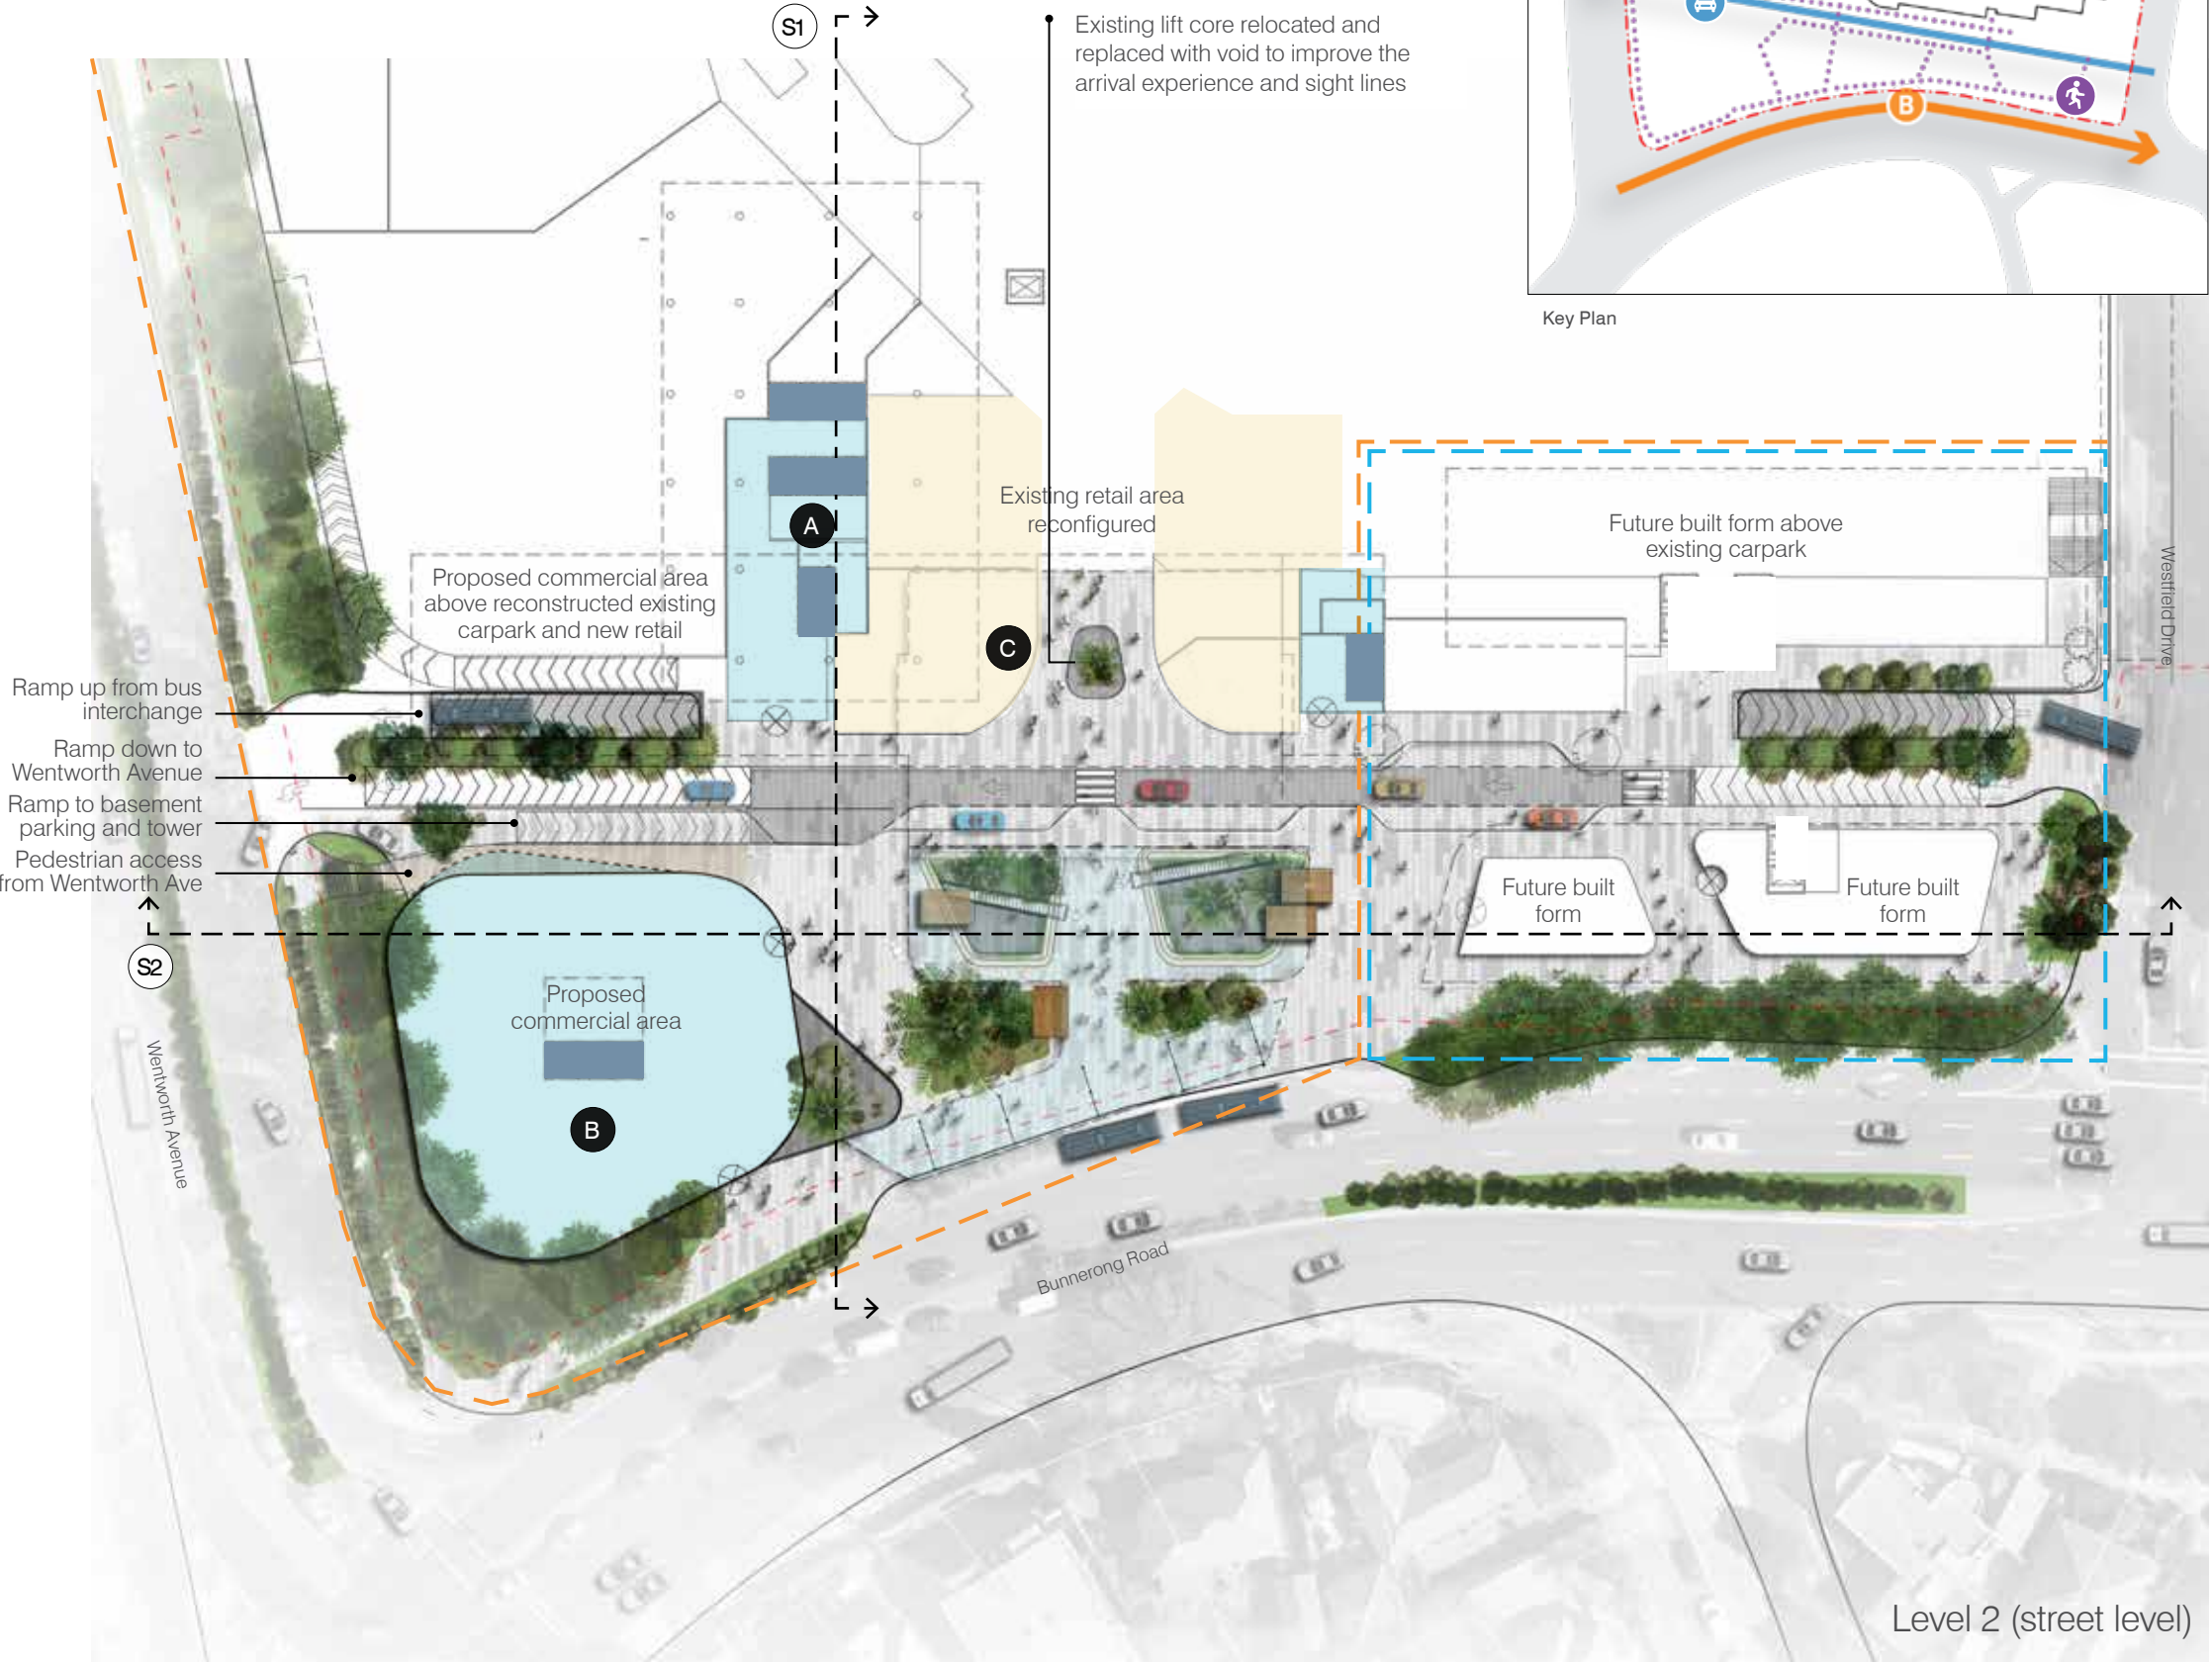 S1
Existing lift core relocated and
replaced with void to improve the
arrival experience and sight lines
B
Key Plan
A
Existing retail area
reconfigured
Future built form above
existing carpark
Westfield Drive
Proposed commercial area
above reconstructed existing
carpark and new retail
C
Ramp up from bus
interchange
Ramp down to
Wentworth Avenue
Ramp to basement
parking and tower
Pedestrian access
from Wentworth Ave
S2
Future built
form
Future built
form
Proposed
commercial area
B
Wentworth Avenue
Bunnerong Road
Level 2 (street level)